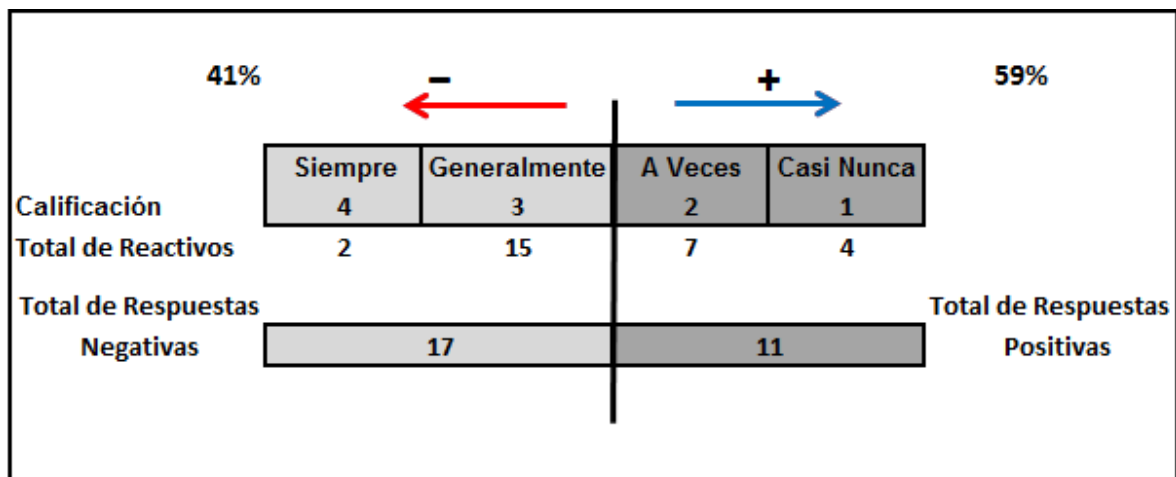 41% – + 59%
Siempre Generalmente A Veces Casi Nunca
Calificación 4 3 2 1
Total de Reactivos 2 15 7 4
Total de Respuestas Negativas 17 11 Total de Respuestas Positivas